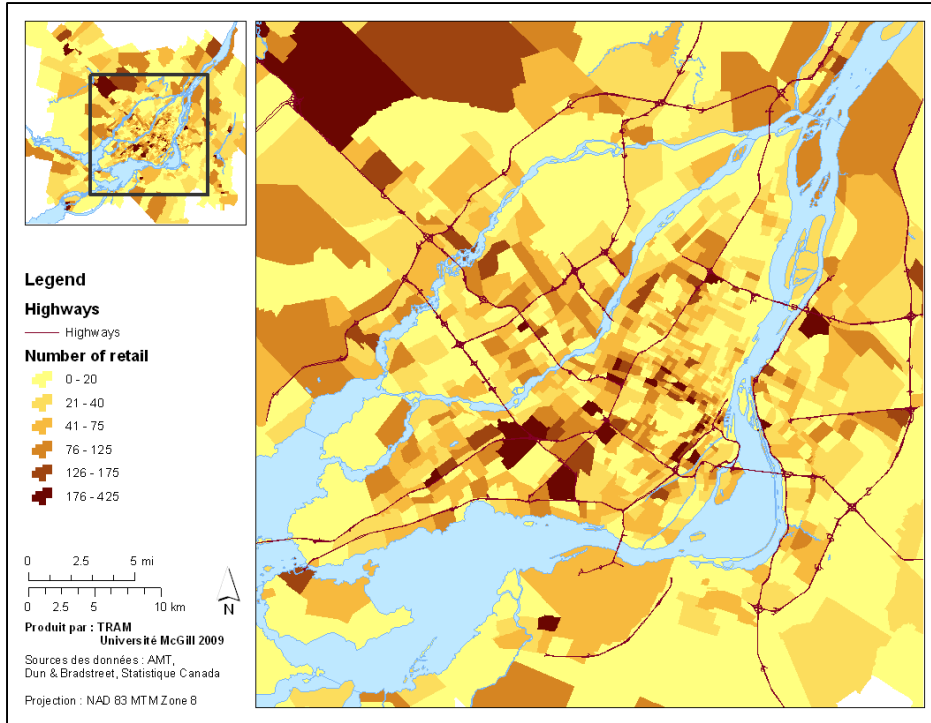 Legend
Highways
Highways
Number of retail
0 - 20
21 - 40
41 - 75
76 - 125
126 - 175
176 - 425
0 2.5 5 mi
0 2.5 5 10 km
N
Produit par : TRAM
Université McGill 2009
Sources des données : AMT,
Dun & Bradstreet, Statistique Canada
Projection : NAD 83 MTM Zone 8